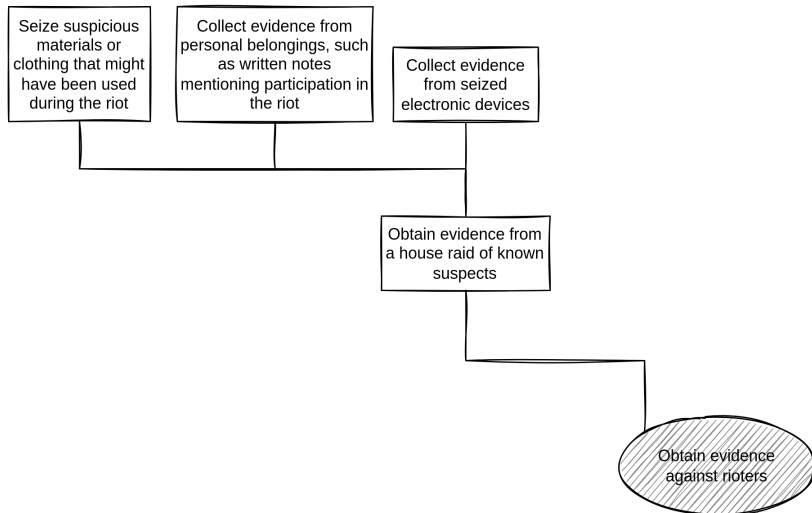 Seize suspicious
materials or
clothing that might
have been used
during the riot
Collect evidence from
personal belongings, such
as written notes
mentioning participation in
the riot
Collect evidence
from seized
electronic devices
Obtain evidence from
a house raid of known
suspects
Obtain evidence
against rioters